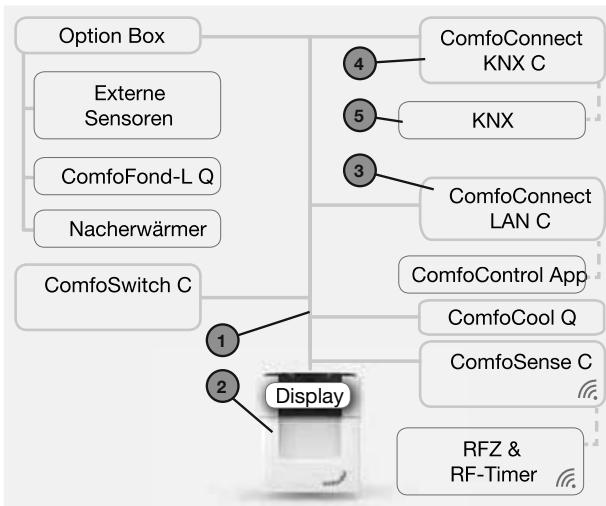 Option Box
Externe
Sensoren
ComfoFond-L Q
Nacherwärmer
ComfoSwitch C
ComfoConnect
KNX C
4
5
KNX
3
ComfoConnect
LAN C
ComfoControl App
ComfoCool Q
1
ComfoSense C
2
Display
RFZ &
RF-Timer